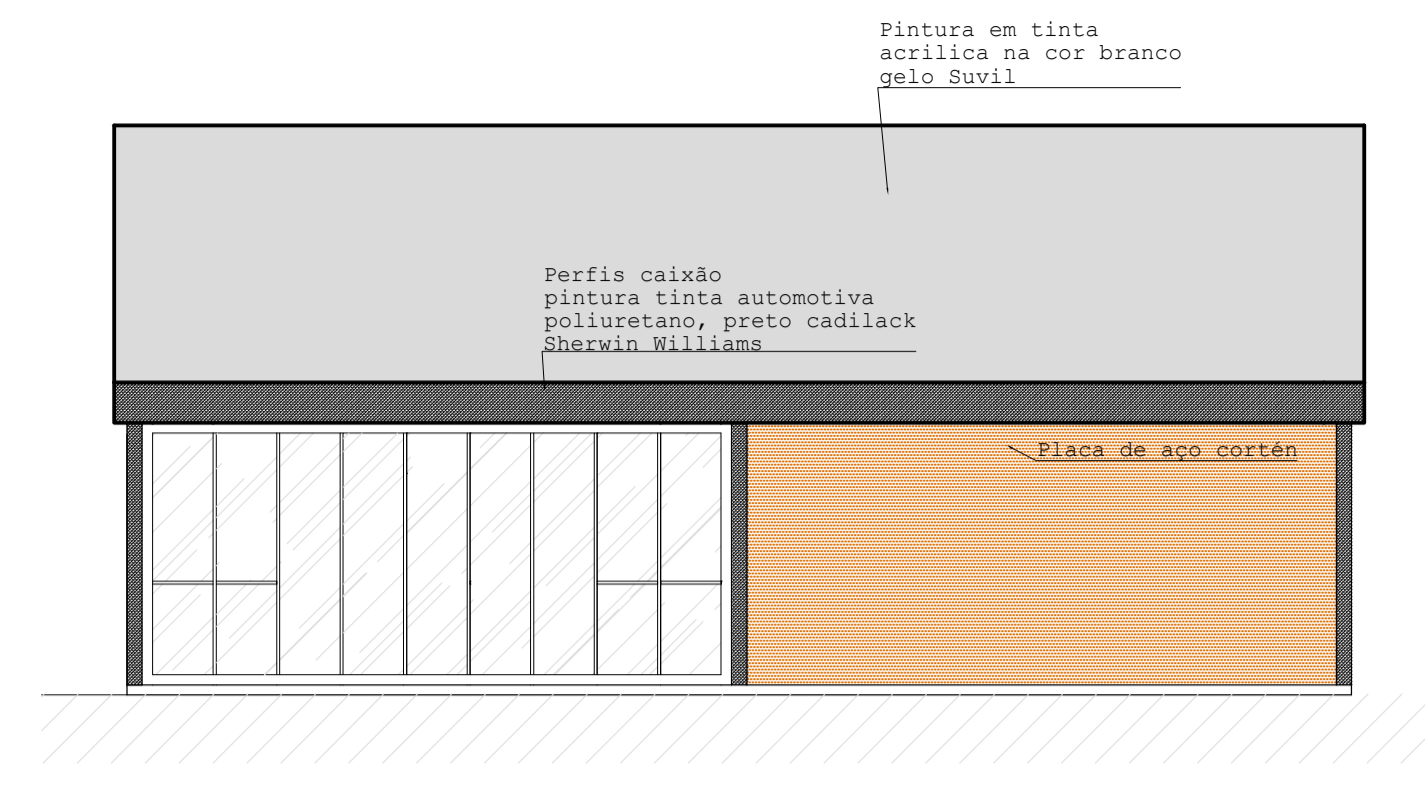 Pintura em tinta
acrilica na cor branco
gelo Suvil
Perfis caixão
pintura tinta automotiva
poliuretano, preto cadilack
Sherwin Williams
Placa de aço cortén